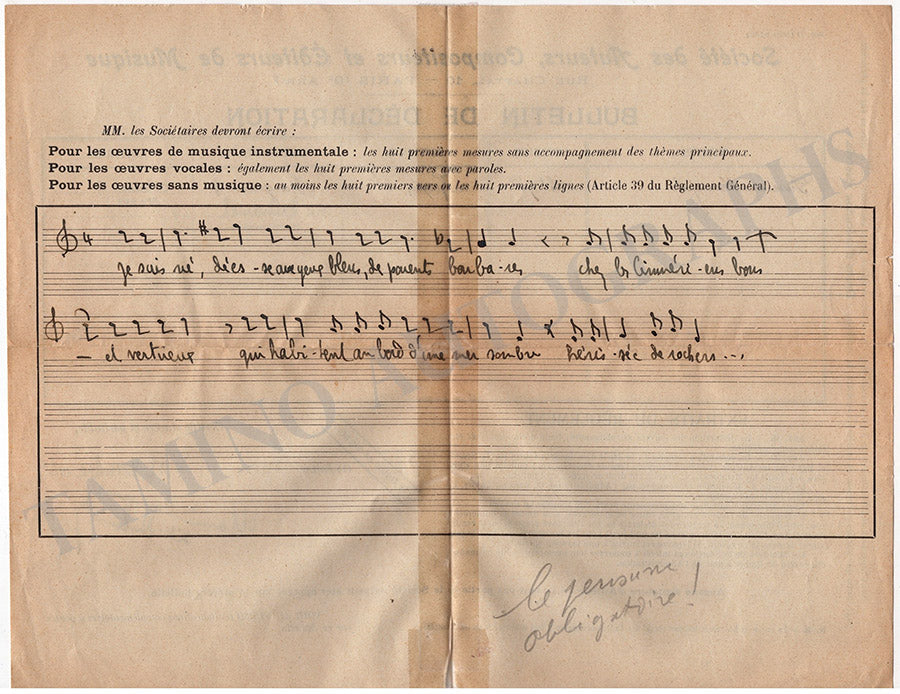 Société des Auteurs, Compositeurs et Éditeurs de Musique
BULLETIN DE DÉCLARATION
MM. les Sociétaires devront écrire :
Pour les œuvres de musique instrumentale : les huit premières mesures sans accompagnement des thèmes principaux.
Pour les œuvres vocales : également les huit premières mesures avec paroles.
Pour les œuvres sans musique : au moins les huit premiers vers ou les huit premières lignes (Article 39 du Règlement Général).
je suis né, dées-se aux yeux bleus, de parents barba-res chez les Cimméri-ens bons
– et vertueux qui habi-tent au bord d'une mer sombre héris-sée de rochers ...
le pensum
obligatoire !
TAMINO AUTOGRAPHS